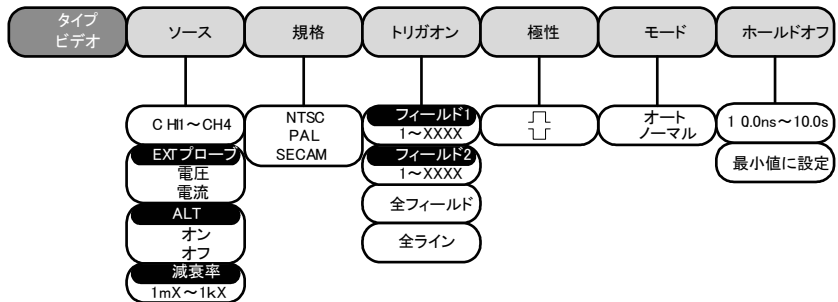 タイプ
ビデオ
ソース
規格
トリガオン
極性
モード
ホールドオフ
CH1～CH4
EXTプローブ
電圧
電流
ALT
オン
オフ
減衰率
1mX～1kX
NTSC
PAL
SECAM
フィールド1
1～XXXX
フィールド2
1～XXXX
全フィールド
全ライン
オート
ノーマル
10.0ns～10.0s
最小値に設定